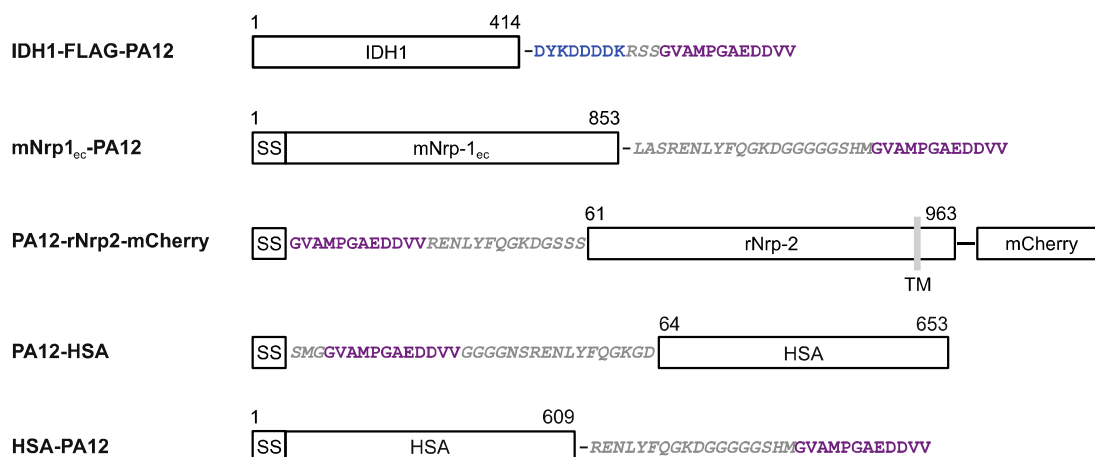 1 414
IDH1-FLAG-PA12 IDH1 -DYKDDDDKRSSGVAMPGAEDDVV
1 853
mNrp1ec-PA12 SS mNrp-1ec -LASRENLYFQGKDGGGGGSHMGVAMPGAEDDVV
61 963
PA12-rNrp2-mCherry SS GVAMPGAEDDVVRENLYFQGKDGSSS rNrp-2 mCherry
TM
64 653
PA12-HSA SS SMGGVAMPGAEDDVVGGGGNSRENLYFQGKGD HSA
1 609
HSA-PA12 SS HSA -RENLYFQGKDGGGGGSHMGVAMPGAEDDVV